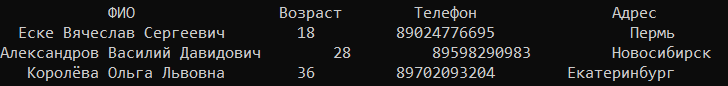 ФИО Возраст Телефон Адрес
Еске Вячеслав Сергеевич 18 89024776695 Пермь
Александров Василий Давидович 28 89598290983 Новосибирск
Королёва Ольга Львовна 36 89702093204 Екатеринбург